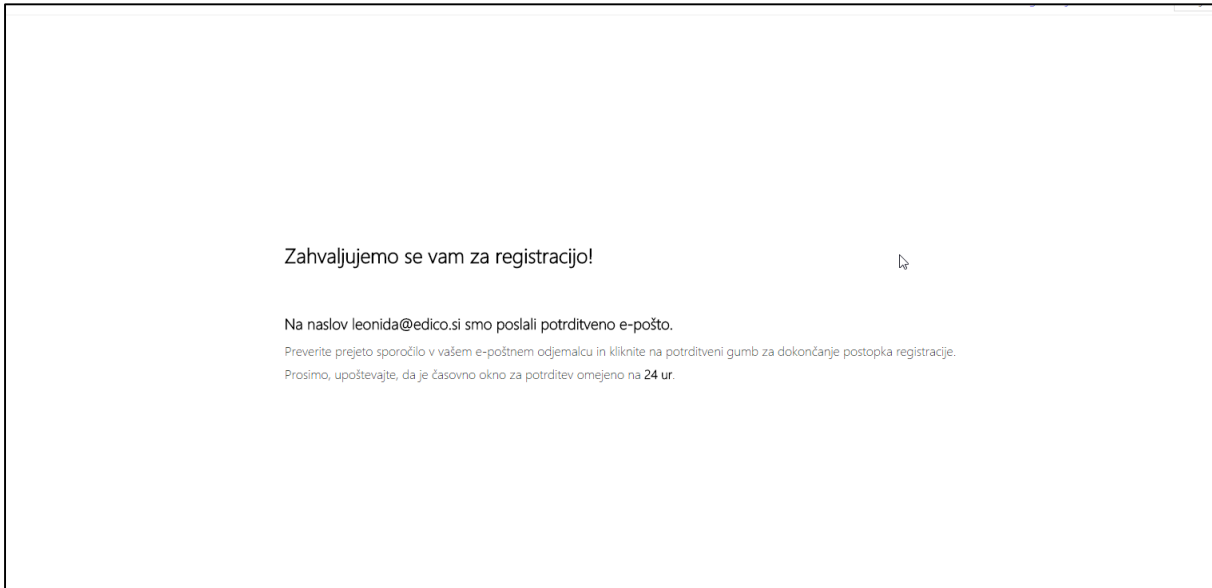 Zahvaljujemo se vam za registracijo!
Na naslov leonida@edico.si smo poslali potrditveno e-pošto.
Preverite prejeto sporočilo v vašem e-poštnem odjemalcu in kliknite na potrditveni gumb za dokončanje postopka registracije.
Prosimo, upoštevajte, da je časovno okno za potrditev omejeno na 24 ur.